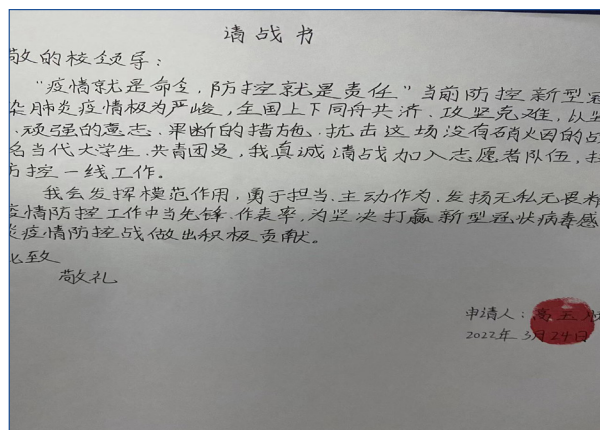 请战书
敬的校领导：
“疫情就是命令，防控就是责任”当前防控新型冠
染肺炎疫情极为严峻，全国上下同舟共济、攻坚克难，以坚
、顽强的意志、果断的措施、抗击这场没有硝烟的战
名当代大学生、共青团员，我真诚请战加入志愿者队伍，投
防控一线工作。
我会发挥模范作用，勇于担当、主动作为、发扬无私无畏精
疫情防控工作中当先锋、作表率，为坚决打赢新型冠状病毒感
炎疫情防控战做出积极贡献。
此致
敬礼
申请人：
2022年3月24日